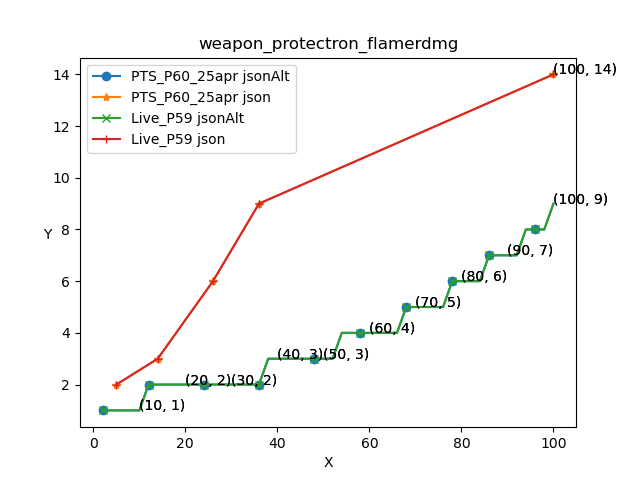 weapon_protectron_flamerdmg
PTS_P60_25apr jsonAlt
PTS_P60_25apr json
Live_P59 jsonAlt
Live_P59 json
(100, 14)
(100, 9)
(90, 7)
(80, 6)
(70, 5)
(60, 4)
(40, 3)(50, 3)
(20, 2)(30, 2)
(10, 1)
14
12
10
8
6
4
2
Y
0 20 40 60 80 100
X